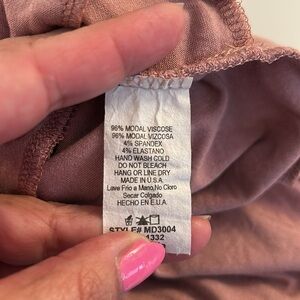 96% MODAL VISCOSE
96% MODAL VIZCOSA
4% SPANDEX
4% ELASTANO
HAND WASH COLD
DO NOT BLEACH
HANG OR LINE DRY
MADE IN U.S.A.
Lave Frio a Mano, No Cloro
Secar Colgado
HECHO EN E.U.A.
STYLE# MD3004
1332